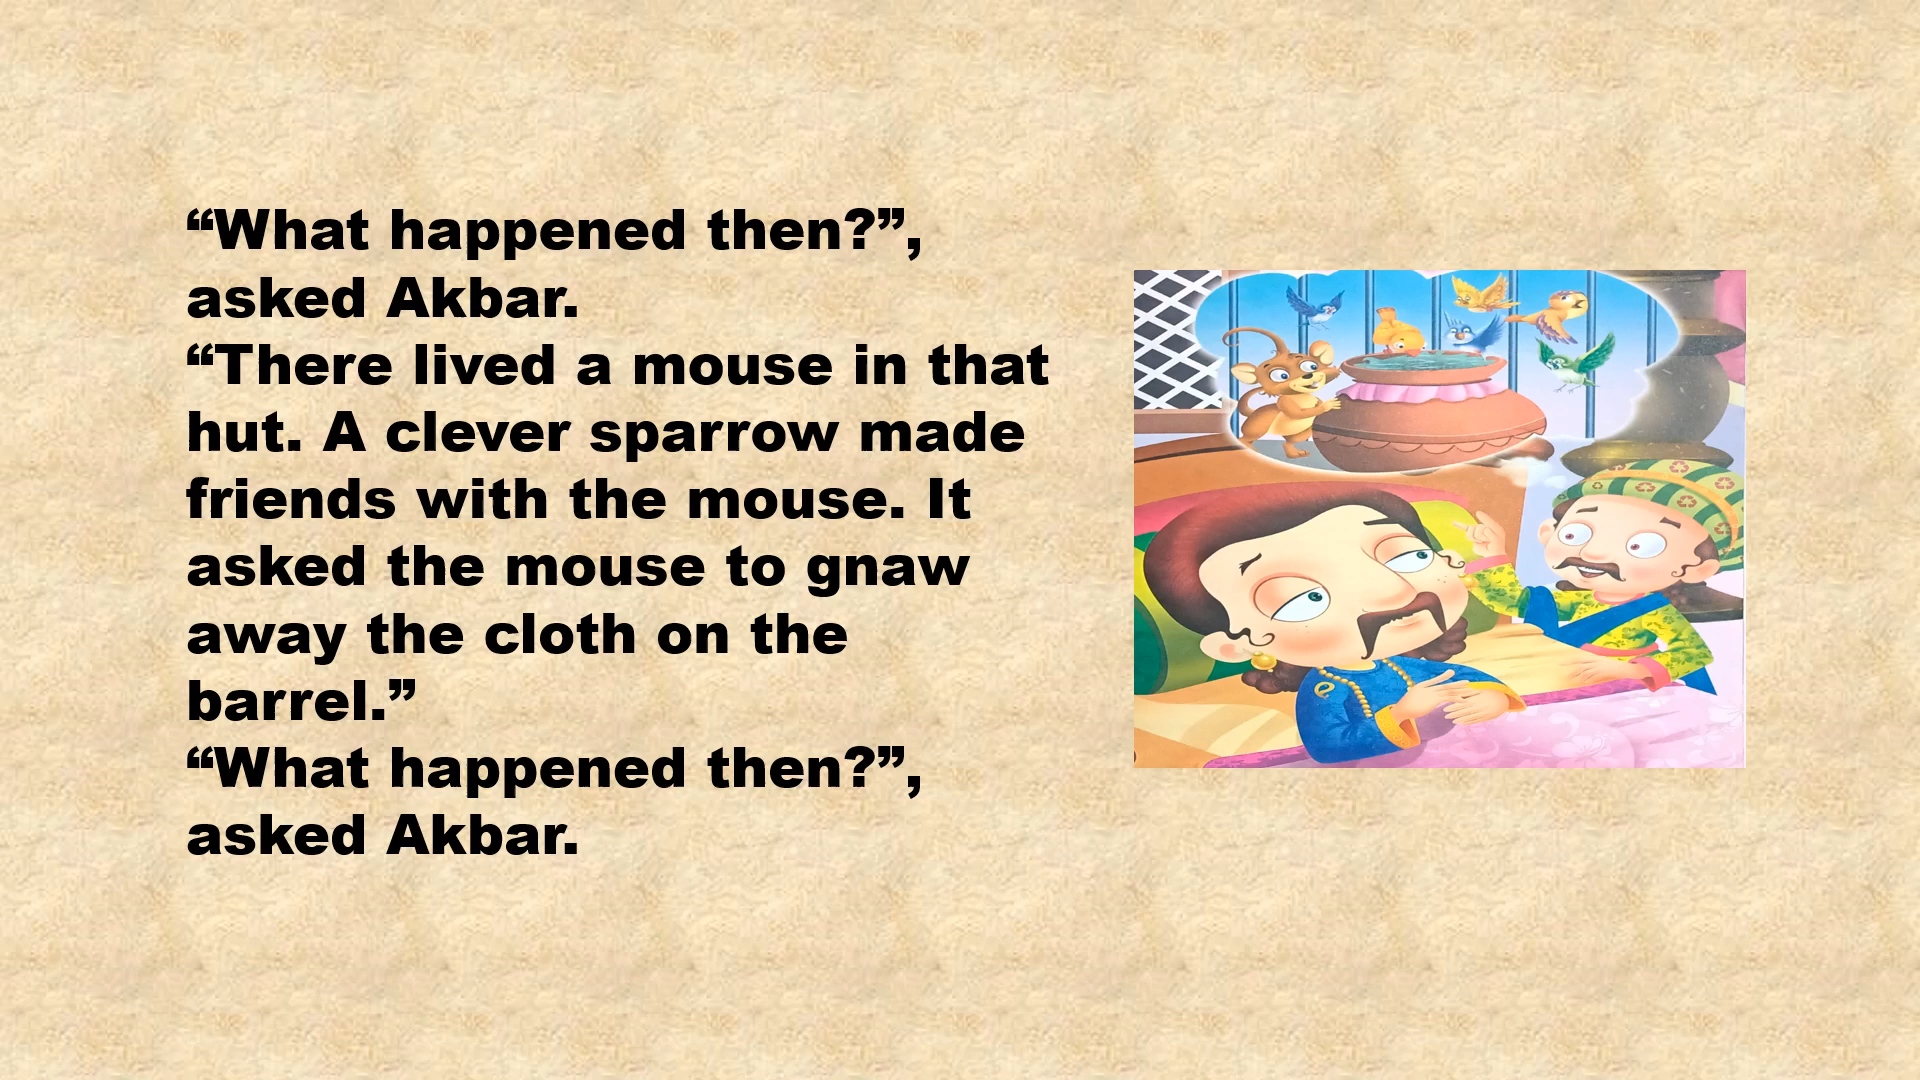 “What happened then?”,
asked Akbar.
“There lived a mouse in that
hut. A clever sparrow made
friends with the mouse. It
asked the mouse to gnaw
away the cloth on the
barrel.”
“What happened then?”,
asked Akbar.